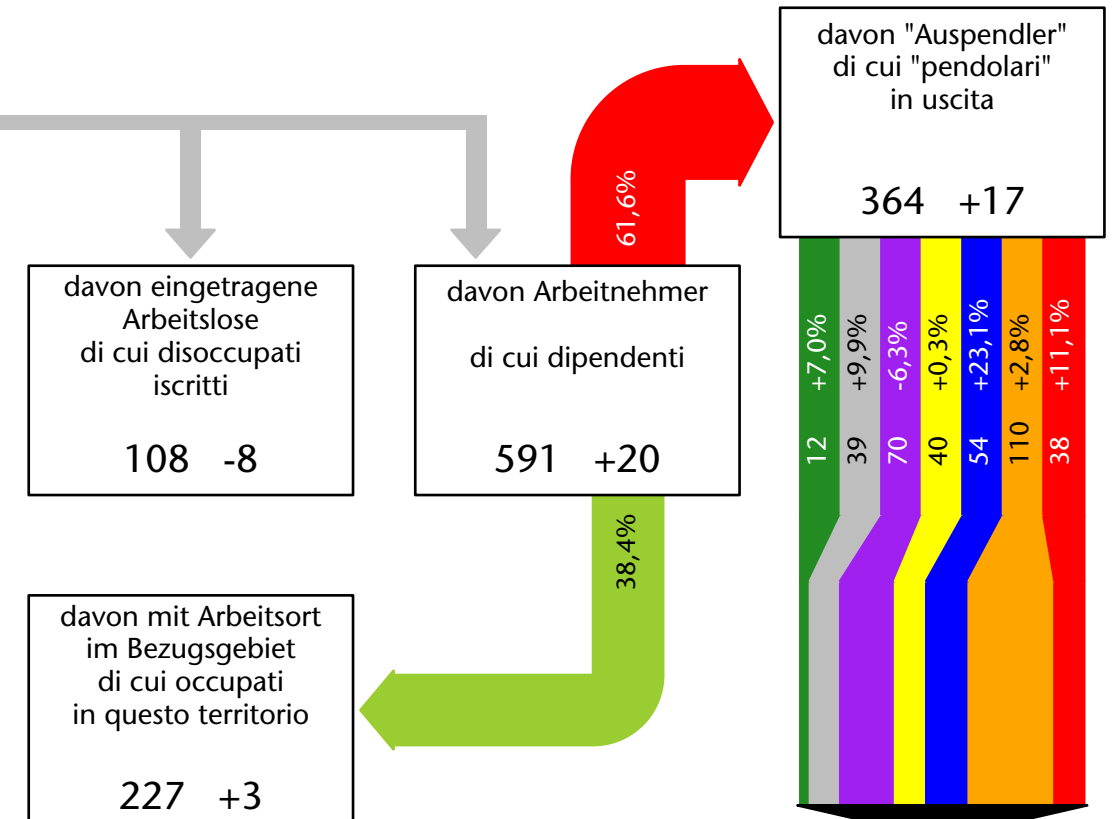 davon "Auspendler"
di cui "pendolari"
in uscita
364 +17
61,6%
davon eingetragene
Arbeitslose
di cui disoccupati
iscritti
108 -8
davon Arbeitnehmer
di cui dipendenti
591 +20
12 +7,0%
39 +9,9%
70 -6,3%
40 +0,3%
54 +23,1%
110 +2,8%
38 +11,1%
38,4%
davon mit Arbeitsort
im Bezugsgebiet
di cui occupati
in questo territorio
227 +3